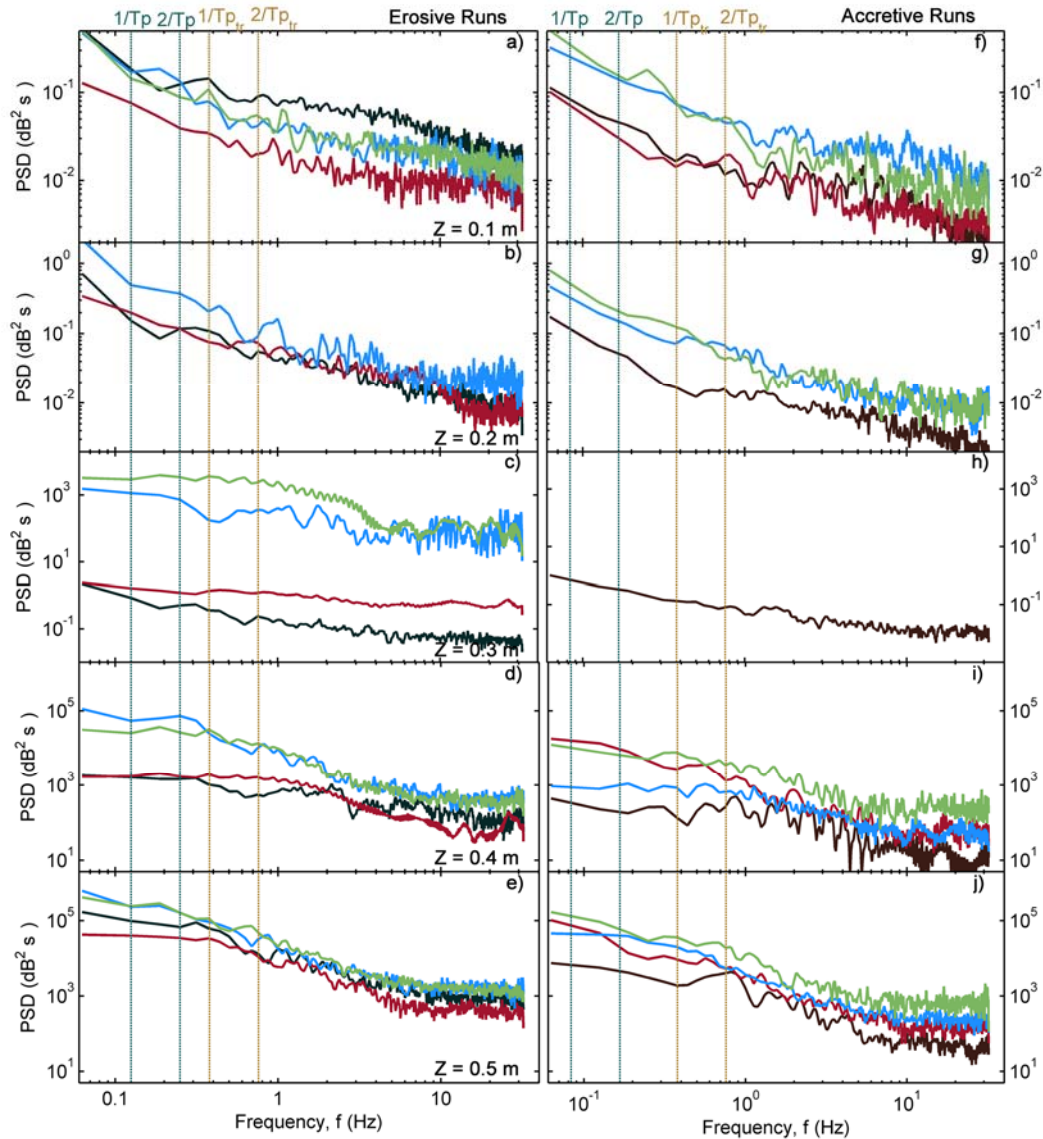 1/Tp 2/Tp 1/Tp_tr 2/Tp_tr Erosive Runs
1/Tp 2/Tp 1/Tp_tr 2/Tp_tr Accretive Runs
a)
PSD (dB² s )
10⁻¹
10⁻²
Z = 0.1 m
f)
10⁻¹
10⁻²
b)
PSD (dB² s )
10⁰
10⁻¹
10⁻²
Z = 0.2 m
g)
10⁰
10⁻¹
10⁻²
c)
PSD (dB² s )
10³
10¹
10⁻¹
Z = 0.3 m
h)
10³
10¹
10⁻¹
d)
PSD (dB² s )
10⁵
10³
10¹
Z = 0.4 m
i)
10⁵
10³
10¹
e)
PSD (dB² s )
10⁵
10³
10¹
Z = 0.5 m
j)
10⁵
10³
10¹
0.1 1 10
Frequency, f (Hz)
10⁻¹ 10⁰ 10¹
Frequency, f (Hz)